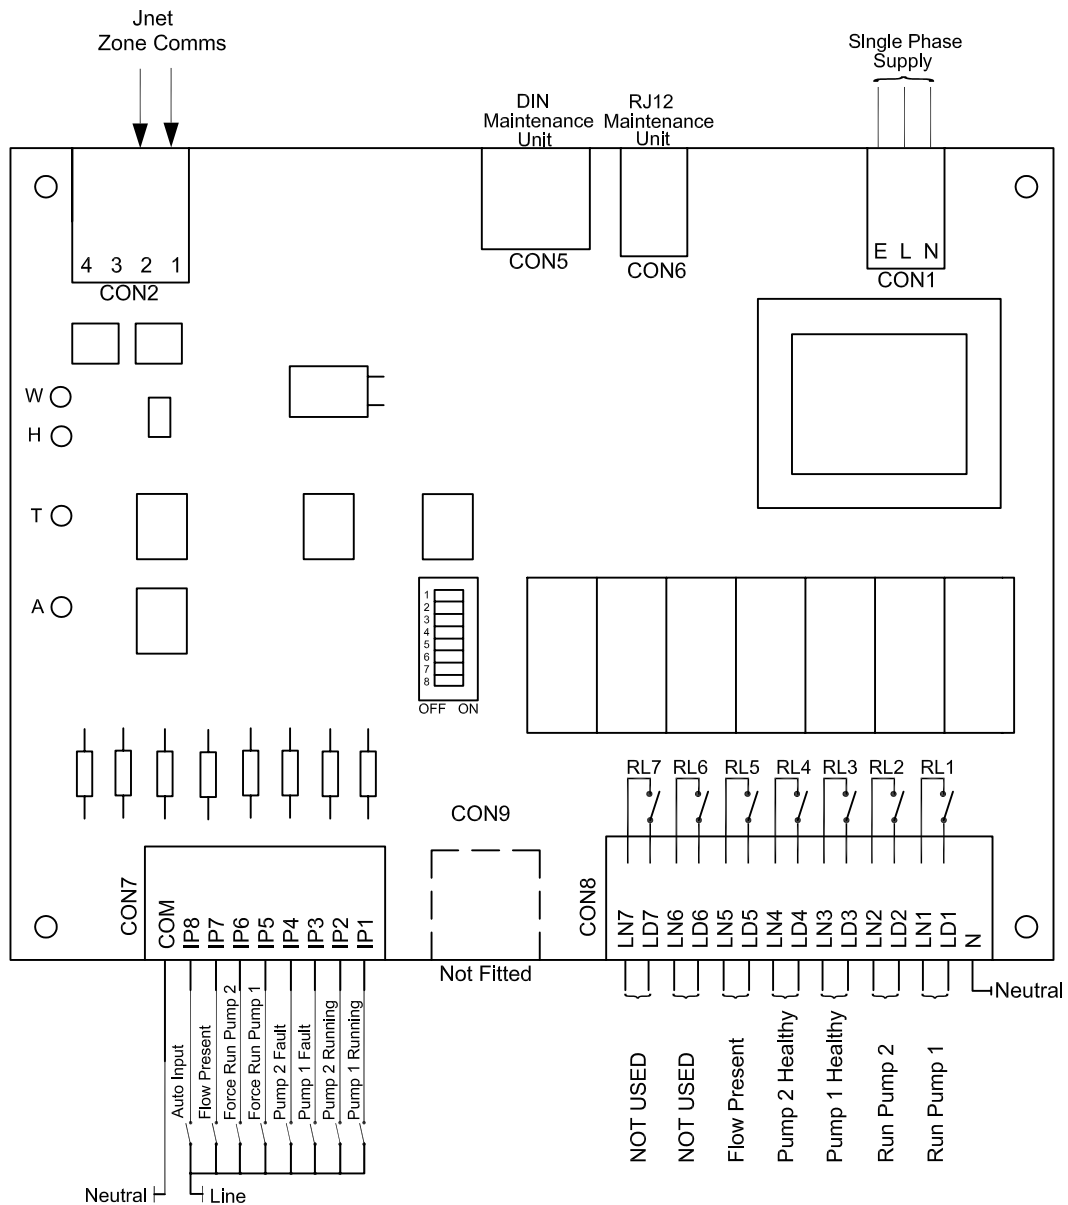 Jnet
Zone Comms
Single Phase
Supply
DIN
Maintenance
Unit
RJ12
Maintenance
Unit
4 3 2 1
CON2
CON5
CON6
E L N
CON1
W
H
T
A
1
2
3
4
5
6
7
8
OFF ON
RL7 RL6 RL5 RL4 RL3 RL2 RL1
CON9
CON7
COM
IP8
IP7
IP6
IP5
IP4
IP3
IP2
IP1
CON8
LN7
LD7
LN6
LD6
LN5
LD5
LN4
LD4
LN3
LD3
LN2
LD2
LN1
LD1
N
Not Fitted
Neutral
Auto Input
Flow Present
Force Run Pump 2
Force Run Pump 1
Pump 2 Fault
Pump 1 Fault
Pump 2 Running
Pump 1 Running
NOT USED
NOT USED
Flow Present
Pump 2 Healthy
Pump 1 Healthy
Run Pump 2
Run Pump 1
Neutral
Line